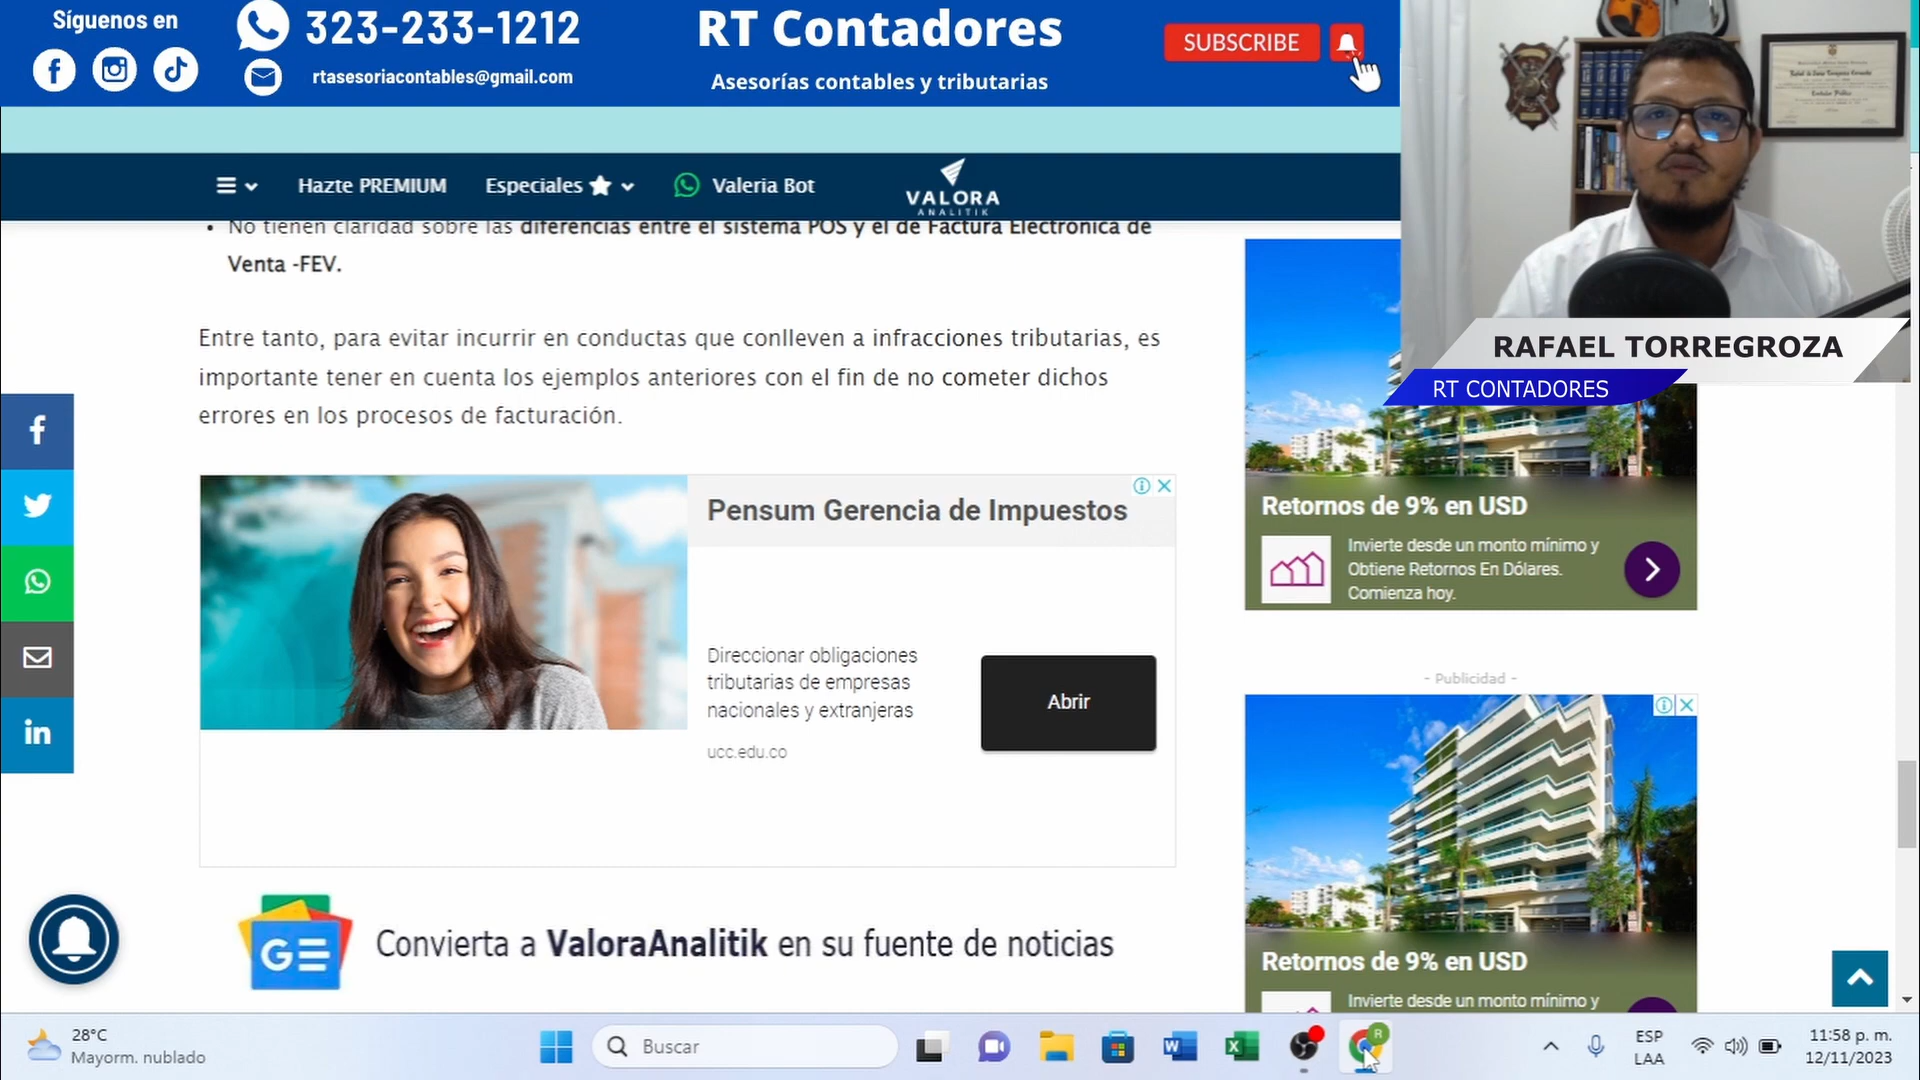 Síguenos en
323-233-1212
rtasesoriacontables@gmail.com
RT Contadores
Asesorías contables y tributarias
SUBSCRIBE
Hazte PREMIUM
Especiales
Valeria Bot
VALORA
ANALITIK
RAFAEL TORREGROZA
RT CONTADORES
No tienen claridad sobre las diferencias entre el sistema POS y el de Factura Electrónica de
Venta -FEV.
Entre tanto, para evitar incurrir en conductas que conlleven a infracciones tributarias, es
importante tener en cuenta los ejemplos anteriores con el fin de no cometer dichos
errores en los procesos de facturación.
Pensum Gerencia de Impuestos
Direccionar obligaciones
tributarias de empresas
nacionales y extranjeras
ucc.edu.co
Abrir
Convierta a ValoraAnalitik en su fuente de noticias
GE
Retornos de 9% en USD
Invierte desde un monto mínimo y
Obtiene Retornos En Dólares.
Comienza hoy.
- Publicidad -
Retornos de 9% en USD
Invierte desde un monto mínimo y
28°C
Mayorm. nublado
Buscar
W
X
R
ESP
LAA
11:58 p. m.
12/11/2023